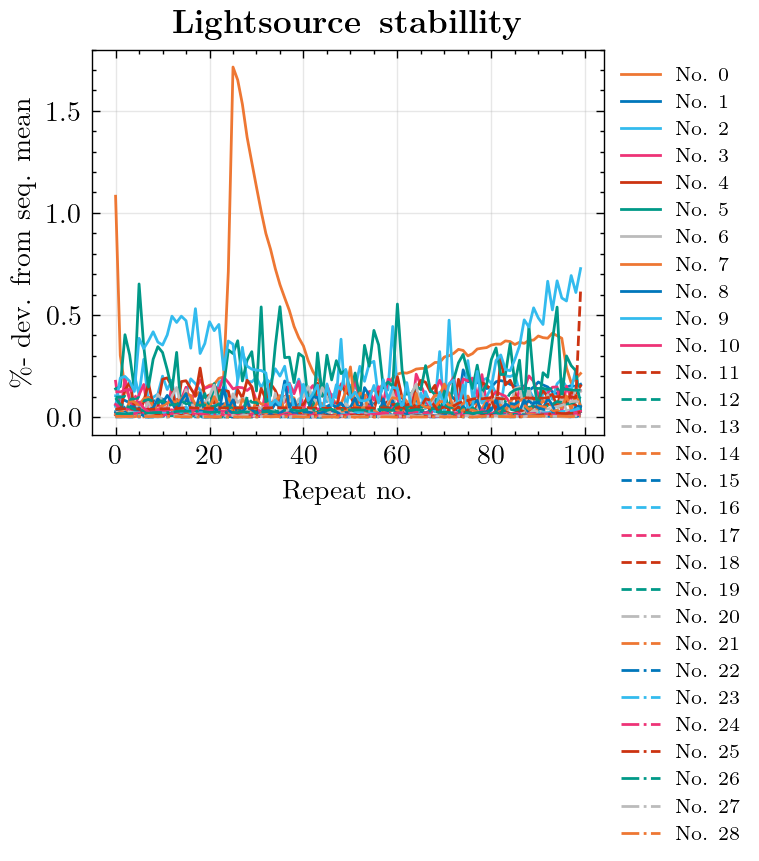 Lightsource stabillity
%- dev. from seq. mean
1.5
1.0
0.5
0.0
0 20 40 60 80 100
Repeat no.
No. 0
No. 1
No. 2
No. 3
No. 4
No. 5
No. 6
No. 7
No. 8
No. 9
No. 10
No. 11
No. 12
No. 13
No. 14
No. 15
No. 16
No. 17
No. 18
No. 19
No. 20
No. 21
No. 22
No. 23
No. 24
No. 25
No. 26
No. 27
No. 28